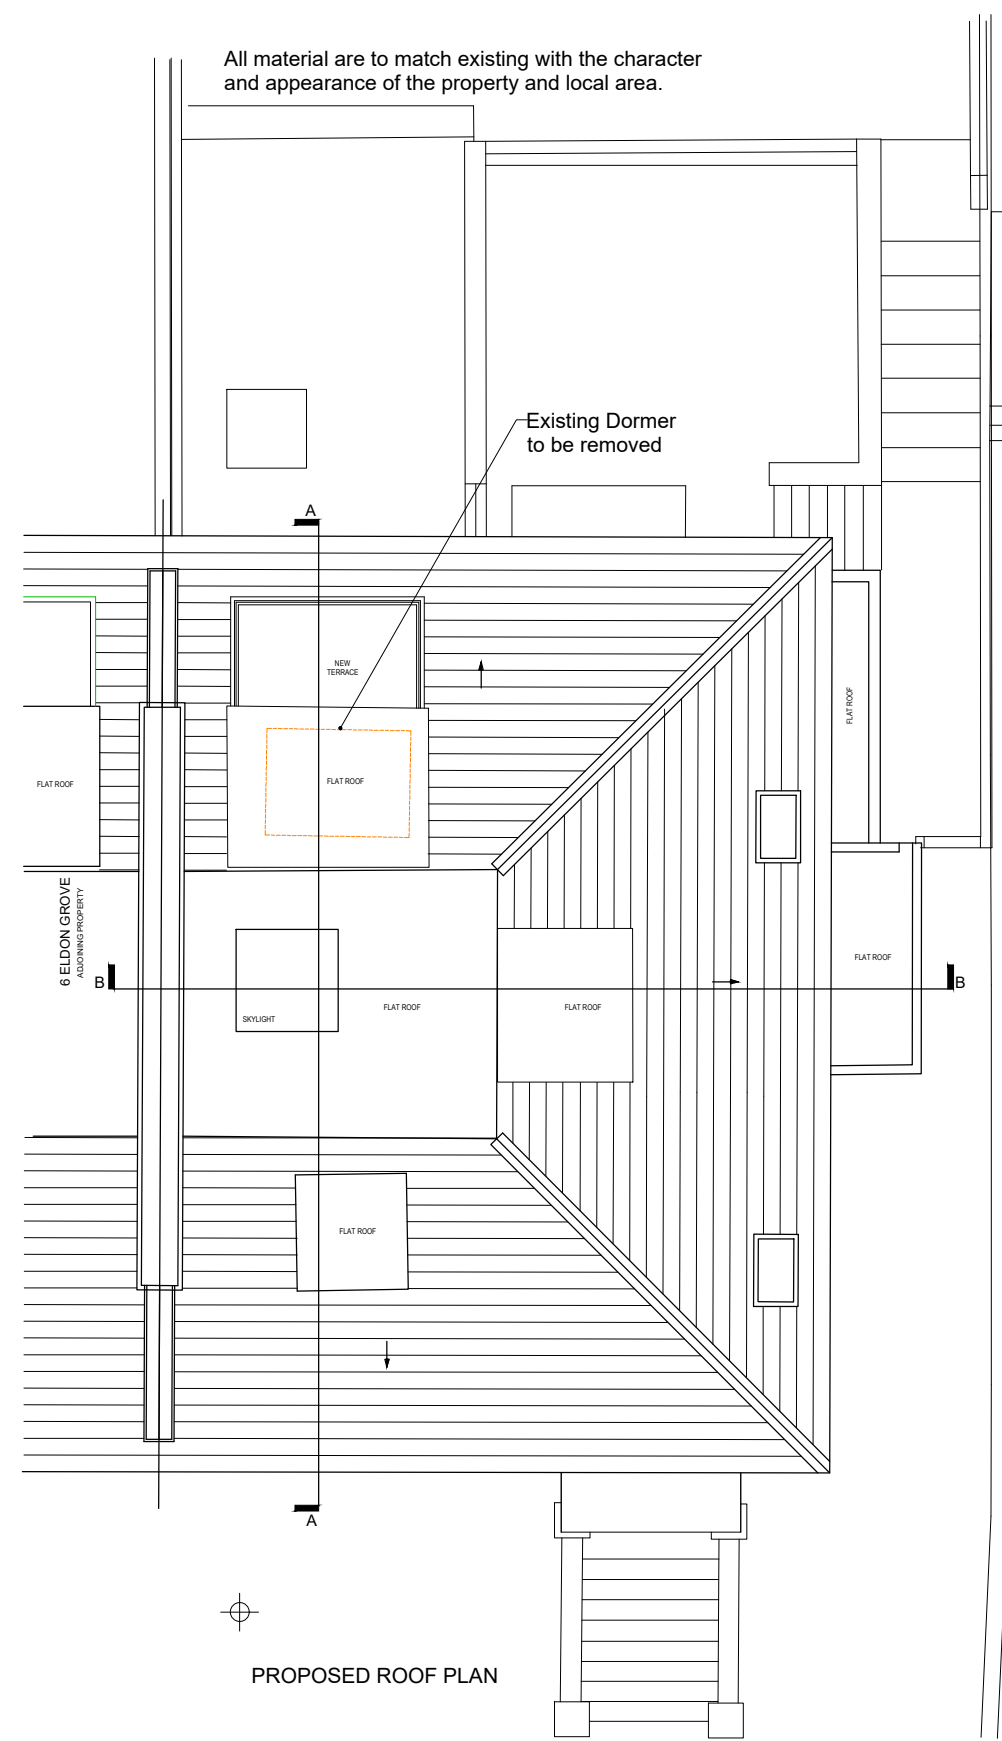 All material are to match existing with the character
and appearance of the property and local area.
Existing Dormer
to be removed
A
NEW
TERRACE
FLAT ROOF
FLAT ROOF
FLAT ROOF
6 ELDON GROVE
ADJOINING PROPERTY
B
SKYLIGHT
FLAT ROOF
FLAT ROOF
FLAT ROOF
B
FLAT ROOF
A
PROPOSED ROOF PLAN